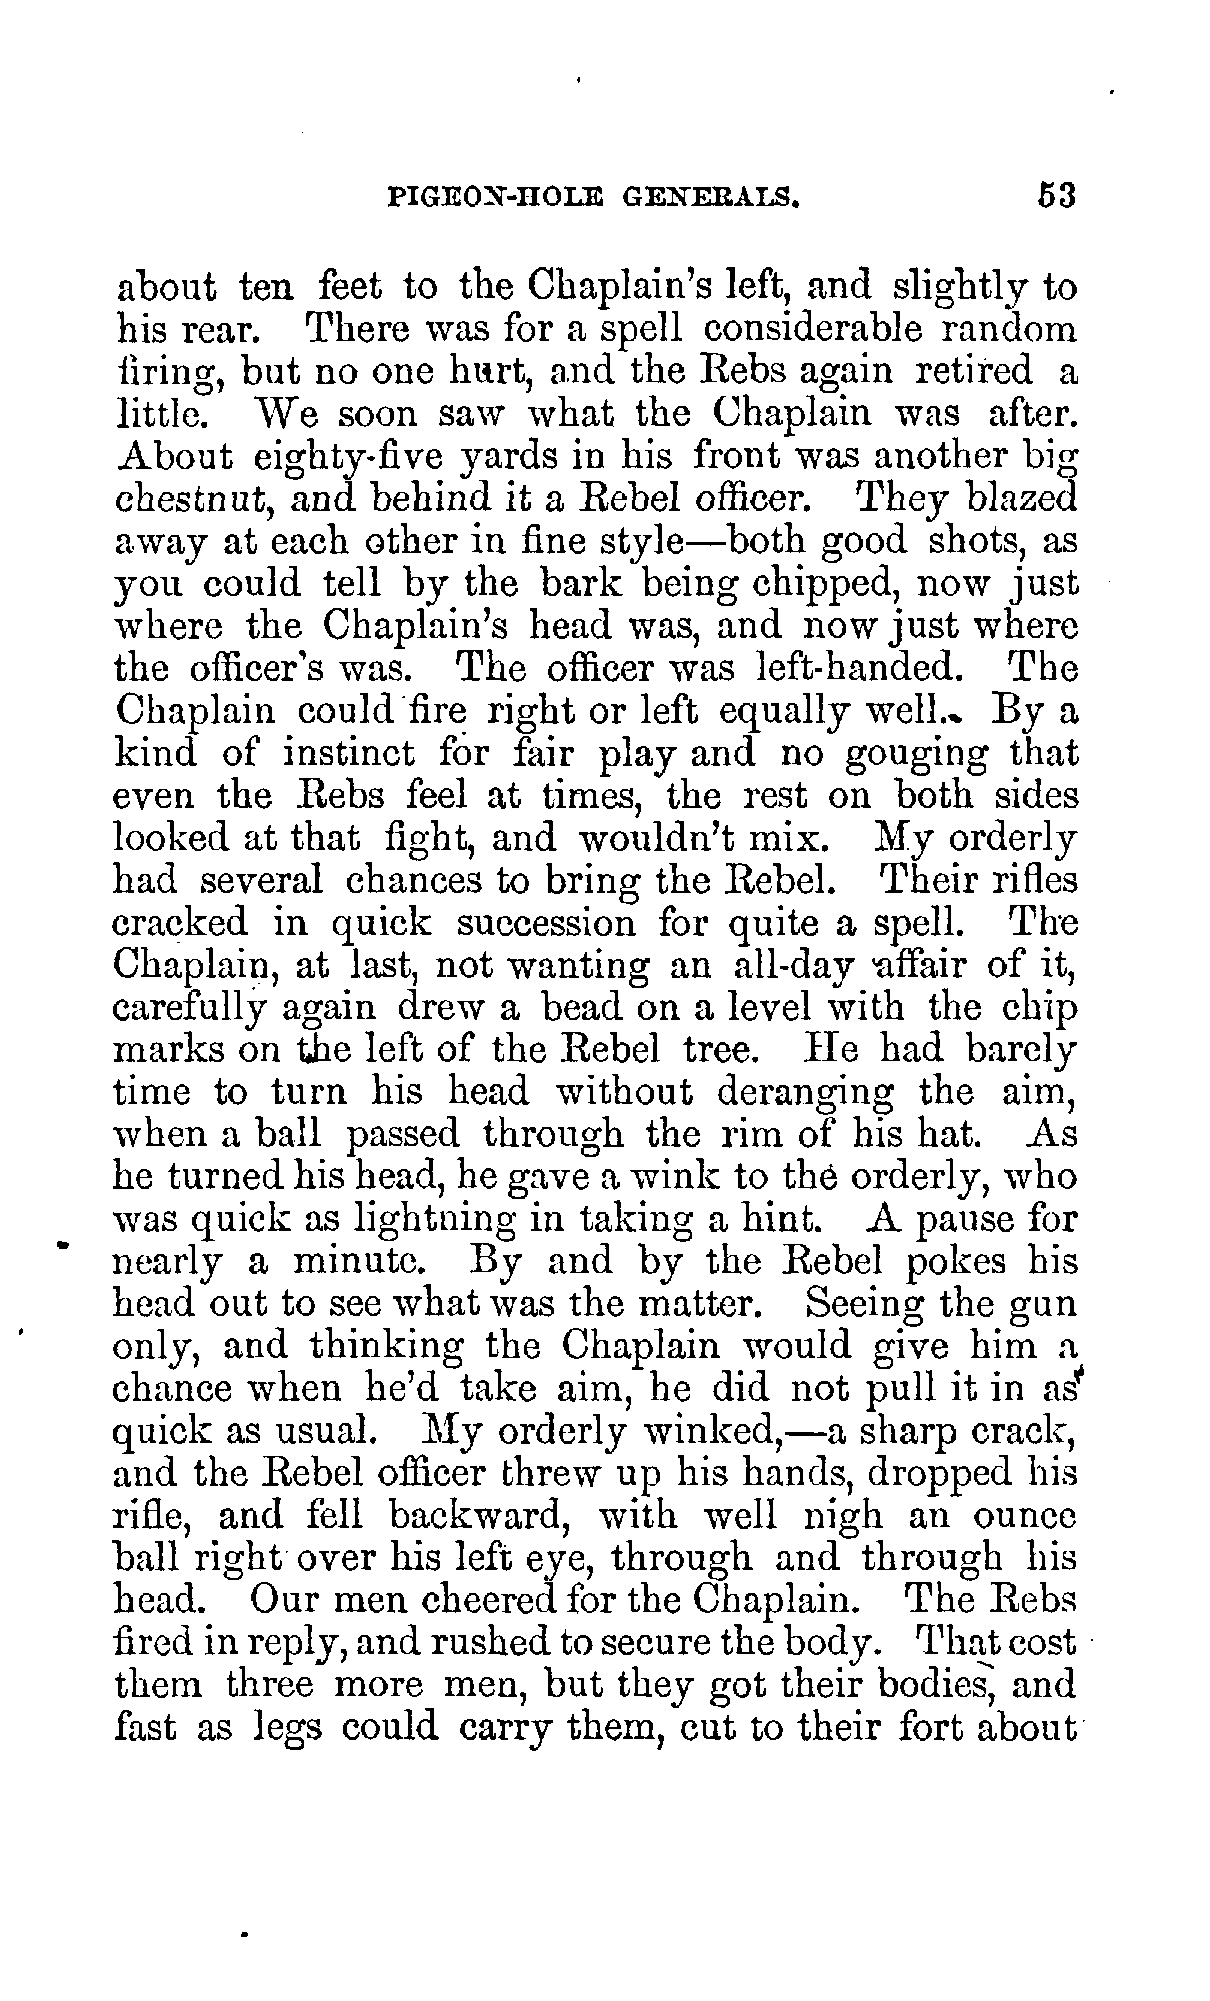 PIGEON-HOLE GENERALS. 53
about ten feet to the Chaplain's left, and slightly to
his rear. There was for a spell considerable random
firing, but no one hurt, and the Rebs again retired a
little. We soon saw what the Chaplain was after.
About eighty-five yards in his front was another big
chestnut, and behind it a Rebel officer. They blazed
away at each other in fine style—both good shots, as
you could tell by the bark being chipped, now just
where the Chaplain's head was, and now just where
the officer's was. The officer was left-handed. The
Chaplain could fire right or left equally well. By a
kind of instinct for fair play and no gouging that
even the Rebs feel at times, the rest on both sides
looked at that fight, and wouldn't mix. My orderly
had several chances to bring the Rebel. Their rifles
cracked in quick succession for quite a spell. The
Chaplain, at last, not wanting an all-day affair of it,
carefully again drew a bead on a level with the chip
marks on the left of the Rebel tree. He had barely
time to turn his head without deranging the aim,
when a ball passed through the rim of his hat. As
he turned his head, he gave a wink to the orderly, who
was quick as lightning in taking a hint. A pause for
nearly a minute. By and by the Rebel pokes his
head out to see what was the matter. Seeing the gun
only, and thinking the Chaplain would give him a
chance when he'd take aim, he did not pull it in as
quick as usual. My orderly winked,—a sharp crack,
and the Rebel officer threw up his hands, dropped his
rifle, and fell backward, with well nigh an ounce
ball right over his left eye, through and through his
head. Our men cheered for the Chaplain. The Rebs
fired in reply, and rushed to secure the body. That cost
them three more men, but they got their bodies, and
fast as legs could carry them, cut to their fort about